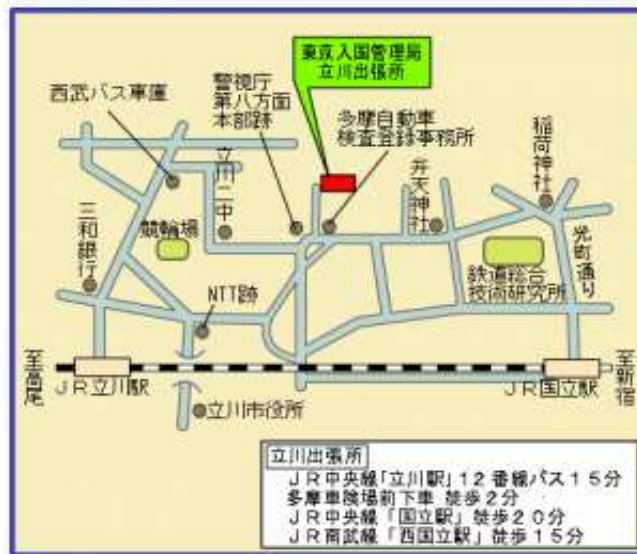 東京入国管理局
立川出張所
警視庁
第八方面
本部跡
西武バス車庫
多摩自動車
検査登録事務所
稲荷神社
立川二中
弁天神社
競輪場
三和銀行
光町通り
鉄道総合
技術研究所
NTT跡
至高尾
至新宿
JR立川駅
JR国立駅
立川市役所
立川出張所
JR中央線「立川駅」12番線バス15分
多摩車検場前下車 徒歩2分
JR中央線「国立駅」徒歩20分
JR南武線「西国立駅」徒歩15分